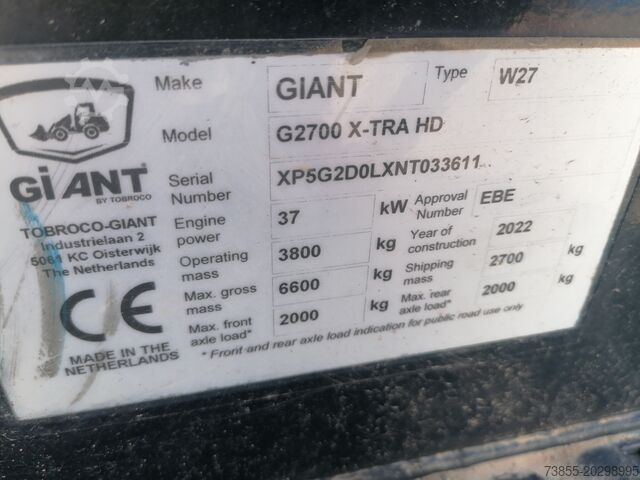 Make GIANT Type W27
Model G2700 X-TRA HD
Serial Number XP5G2D0LXNT033611
GiANT
BY TOBROCO
TOBROCO-GIANT
Industrielaan 2
5061 KC Oisterwijk
The Netherlands
Engine power 37 kW Approval Number EBE
Operating mass 3800 kg Year of construction 2022
Max. gross mass 6600 kg Shipping mass 2700 kg
Max. front axle load* 2000 kg Max. rear axle load* 2000 kg
* Front and rear axle load indication for public road use only
CE
MADE IN THE
NETHERLANDS
73855-20298995